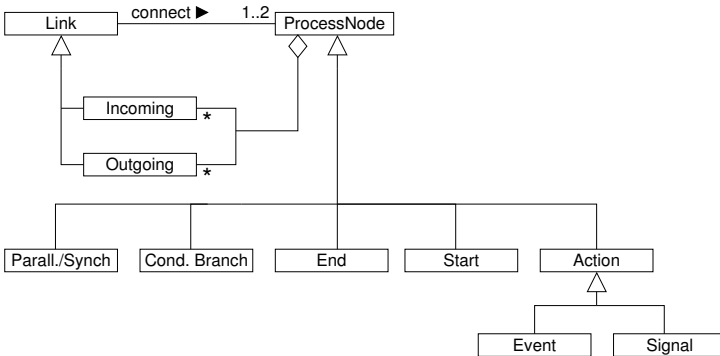 connect ▶ 1..2
Link ProcessNode
Incoming
*
Outgoing
*
Parall./Synch Cond. Branch End Start Action
Event Signal